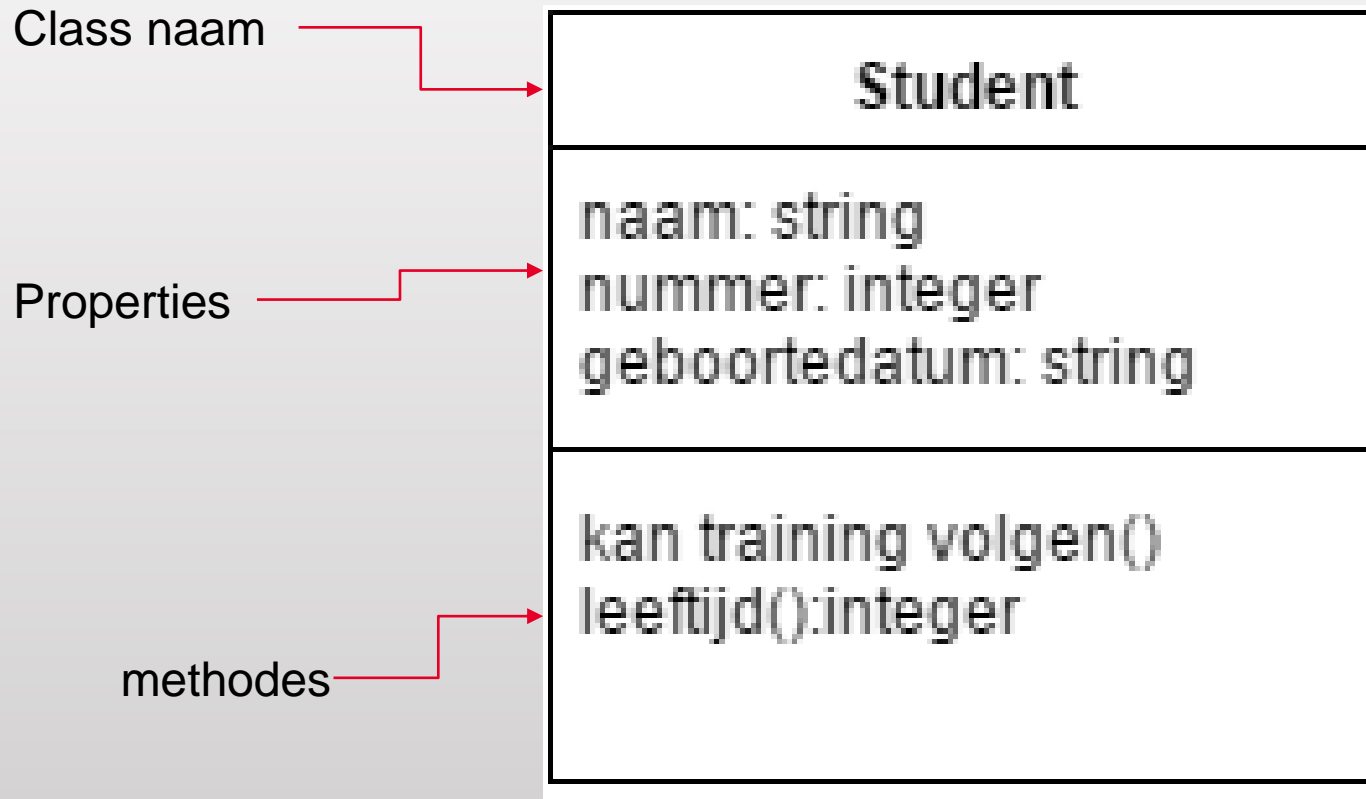 Class naam
Student
naam: string
Properties
nummer: integer
geboortedatum: string
kan training volgen()
leeftijd():integer
methodes